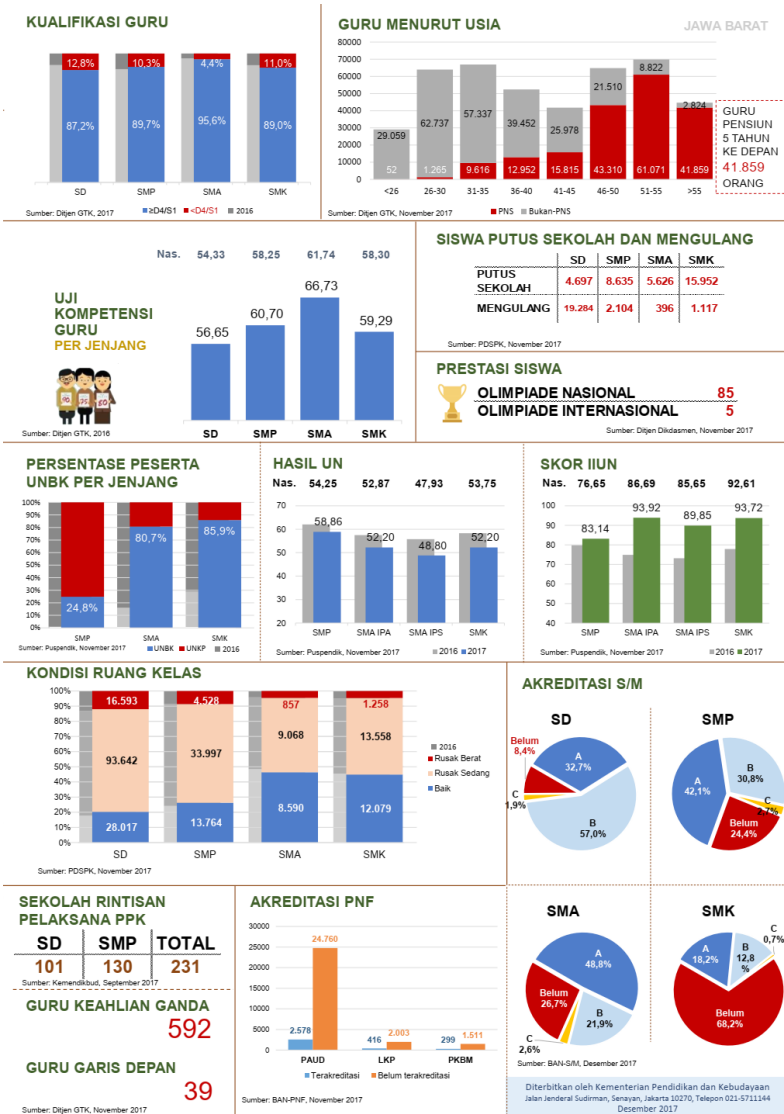 KUALIFIKASI GURU
12,8% 10,3% 4,4% 11,0%
87,2% 89,7% 95,6% 89,0%
SD SMP SMA SMK
Sumber: Ditjen GTK, 2017 ≥D4/S1 <D4/S1 2016
GURU MENURUT USIA
JAWA BARAT
80000
70000
60000
50000
40000
30000
20000
10000
0
29.059 62.737 57.337 39.452 25.978 21.510 8.822 2.824
52 1.265 9.616 12.952 15.815 43.310 61.071 41.859
<26 26-30 31-35 36-40 41-45 46-50 51-55 >55
Sumber: Ditjen GTK, November 2017 PNS Bukan-PNS
GURU
PENSIUN
5 TAHUN
KE DEPAN
41.859
ORANG
Nas. 54,33 58,25 61,74 58,30
UJI
KOMPETENSI
GURU
PER JENJANG
56,65 60,70 66,73 59,29
SD SMP SMA SMK
Sumber: Ditjen GTK, 2016
SISWA PUTUS SEKOLAH DAN MENGULANG
SD SMP SMA SMK
PUTUS
SEKOLAH 4.697 8.635 5.626 15.952
MENGULANG 19.284 2.104 396 1.117
Sumber: PDSPK, November 2017
PRESTASI SISWA
OLIMPIADE NASIONAL 85
OLIMPIADE INTERNASIONAL 5
Sumber: Ditjen Dikdasmen, November 2017
PERSENTASE PESERTA
UNBK PER JENJANG
100%
90%
80%
70%
60%
50%
40%
30%
20%
10%
0%
24,8% 80,7% 85,9%
SMP SMA SMK
Sumber: Puspendik, November 2017 UNBK UNKP 2016
HASIL UN
Nas. 54,25 52,87 47,93 53,75
70
60
50
40
30
20
58,86 52,20 48,80 52,20
SMP SMA IPA SMA IPS SMK
Sumber: Puspendik, November 2017 2016 2017
SKOR IIUN
Nas. 76,65 86,69 85,65 92,61
100
90
80
70
60
50
40
83,14 93,92 89,85 93,72
SMP SMA IPA SMA IPS SMK
Sumber: Puspendik, November 2017 2016 2017
KONDISI RUANG KELAS
100%
90%
80%
70%
60%
50%
40%
30%
20%
10%
0%
16.593 4.528 857 1.258
93.642 33.997 9.068 13.558
28.017 13.764 8.590 12.079
SD SMP SMA SMK
2016
Rusak Berat
Rusak Sedang
Baik
Sumber: PDSPK, November 2017
AKREDITASI S/M
SD
Belum
8,4%
A
32,7%
C
1,9%
B
57,0%
SMP
A
42,1%
B
30,8%
C
2,7%
Belum
24,4%
SMA
A
48,8%
Belum
26,7%
B
21,9%
C
2,6%
SMK
C
0,7%
A
18,2%
B
12,8
%
Belum
68,2%
Sumber: BAN-S/M, Desember 2017
SEKOLAH RINTISAN
PELAKSANA PPK
SD SMP TOTAL
101 130 231
Sumber: Kemendikbud, September 2017
GURU KEAHLIAN GANDA
592
GURU GARIS DEPAN
39
Sumber: Ditjen GTK, November 2017
AKREDITASI PNF
30000
25000
20000
15000
10000
5000
0
24.760
2.578 416 2.003 299 1.511
PAUD LKP PKBM
Terakreditasi Belum terakreditasi
Sumber: BAN-PNF, November 2017
Diterbitkan oleh Kementerian Pendidikan dan Kebudayaan
Jalan Jenderal Sudirman, Senayan, Jakarta 10270, Telepon 021-5711144
Desember 2017